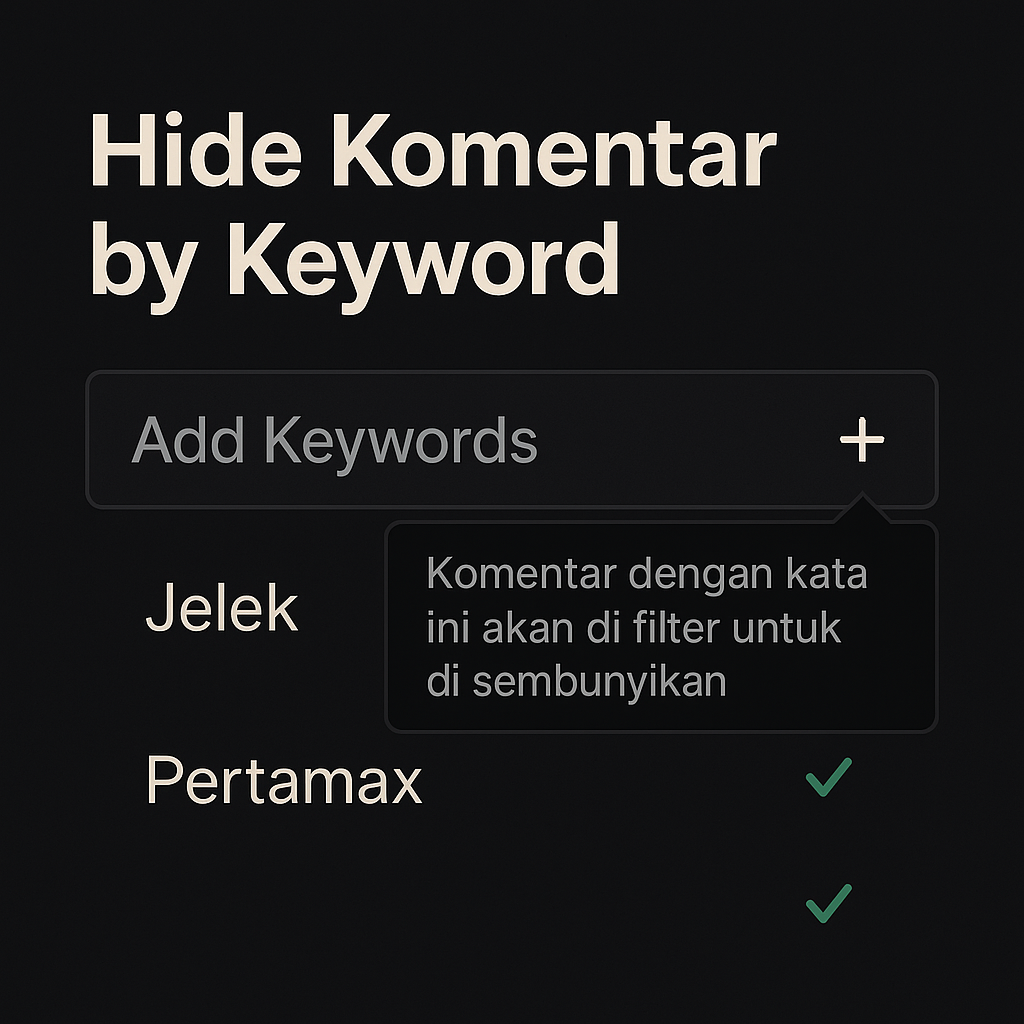 Hide Komentar
by Keyword
Add Keywords
Jelek
Komentar dengan kata
ini akan di filter untuk
di sembunyikan
Pertamax